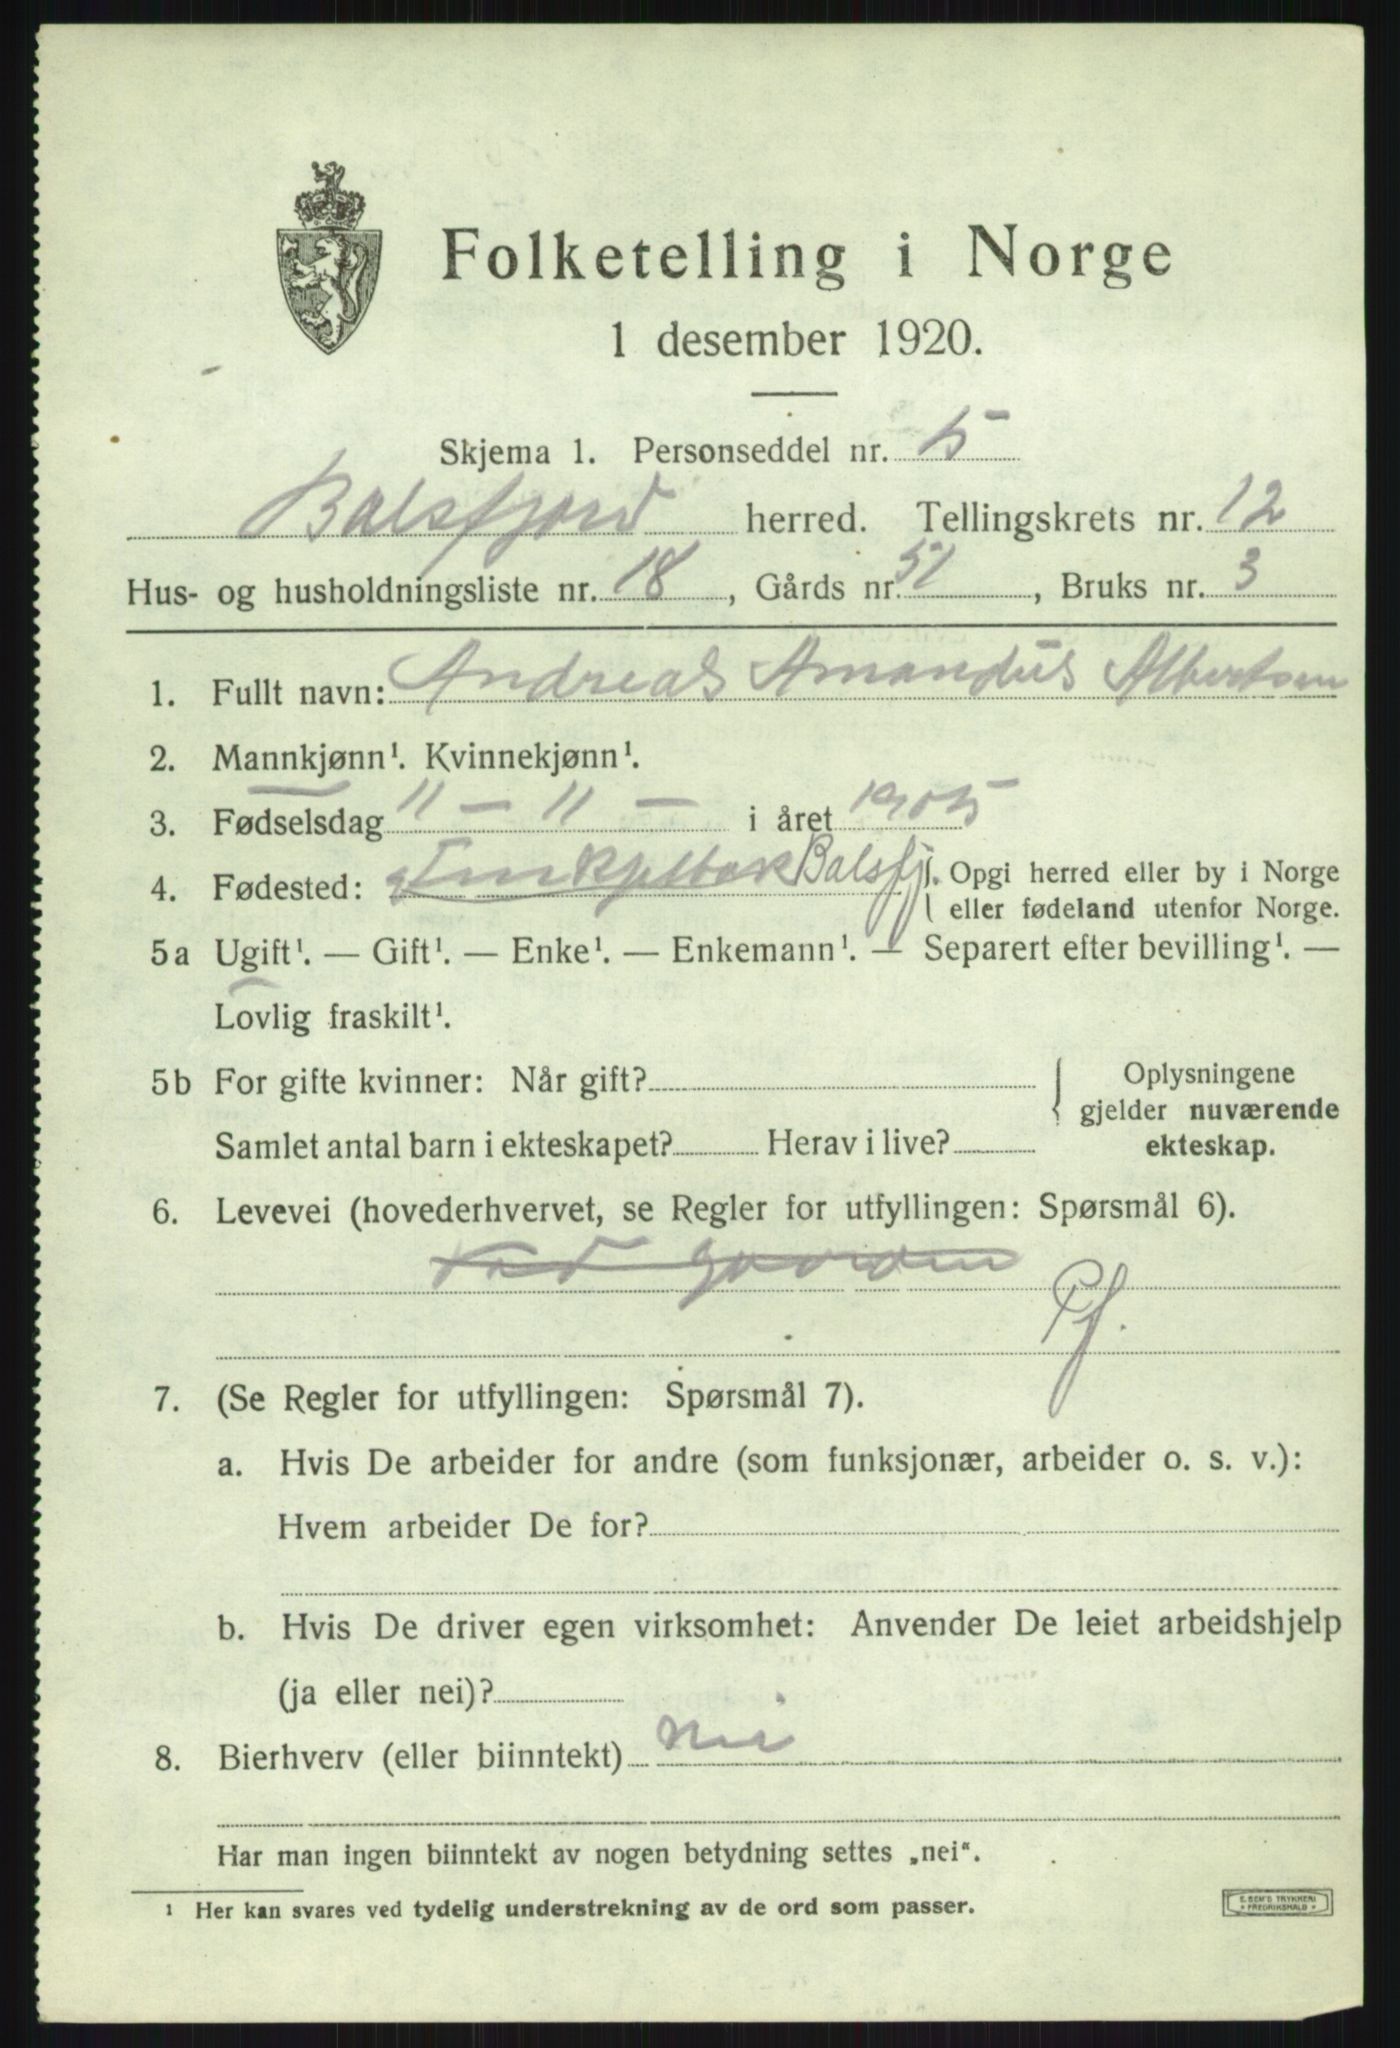 Folketelling i Norge
1 desember 1920.
Skjema 1. Personseddel nr. 5
Balsfjord herred. Tellingskrets nr. 12
Hus- og husholdningsliste nr. 18, Gårds nr. 51, Bruks nr. 3
1. Fullt navn: Andreas Amandus Albertsen
2. Mannkjønn¹. Kvinnekjønn¹.
3. Fødselsdag 11 – 11 – i året 1905
4. Fødested: Balsfj. Opgi herred eller by i Norge
eller fødeland utenfor Norge.
5a Ugift¹. — Gift¹. — Enke¹. — Enkemann¹. — Separert efter bevilling¹. —
Lovlig fraskilt¹.
5b For gifte kvinner: Når gift? Oplysningene
gjelder nuværende
Samlet antal barn i ekteskapet? Herav i live? ekteskap.
6. Levevei (hovederhvervet, se Regler for utfyllingen: Spørsmål 6).
ved gaarden
Pf.
7. (Se Regler for utfyllingen: Spørsmål 7).
a. Hvis De arbeider for andre (som funksjonær, arbeider o. s. v.):
Hvem arbeider De for?
b. Hvis De driver egen virksomhet: Anvender De leiet arbeidshjelp
(ja eller nei)?
8. Bierhverv (eller biinntekt) nei
Har man ingen biinntekt av nogen betydning settes „nei“.
¹ Her kan svares ved tydelig understrekning av de ord som passer.
E. SEM'S TRYKKERI
* FREDRIKSHALD *